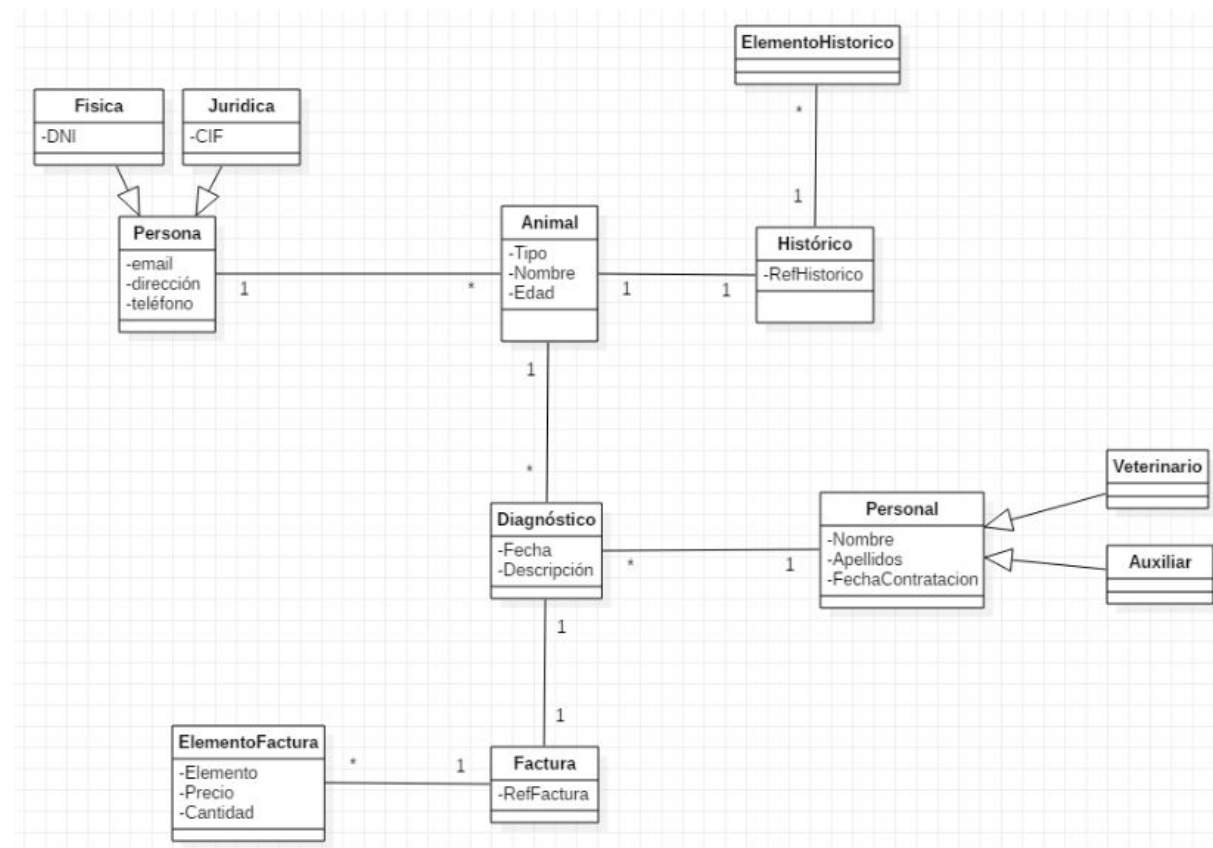 ElementoHistorico
*
1
Fisica
-DNI
Juridica
-CIF
Persona
-email
-dirección
-teléfono
1
*
Animal
-Tipo
-Nombre
-Edad
1
1
Histórico
-RefHistorico
1
*
Diagnóstico
-Fecha
-Descripción
*
1
Personal
-Nombre
-Apellidos
-FechaContratacion
Veterinario
Auxiliar
1
1
ElementoFactura
-Elemento
-Precio
-Cantidad
*
1
Factura
-RefFactura